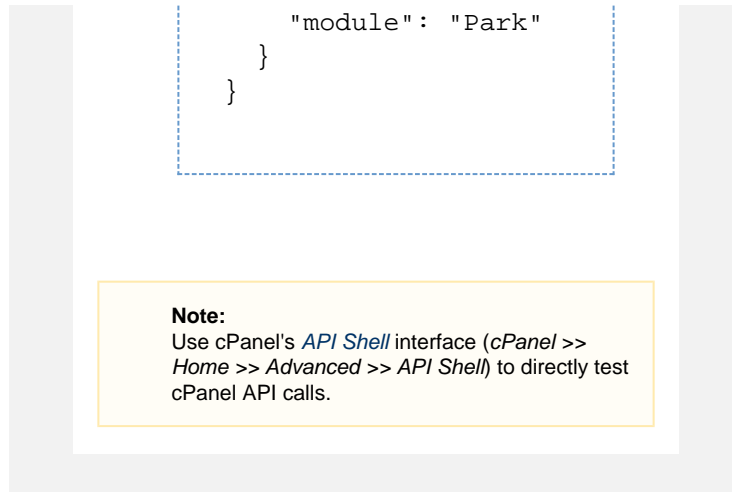 "module": "Park"
}
}
Note:
Use cPanel's API Shell interface (cPanel >>
Home >> Advanced >> API Shell) to directly test
cPanel API calls.